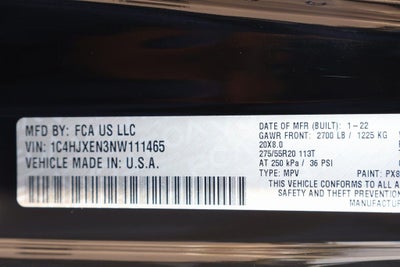 MFD BY: FCA US LLC
VIN: 1C4HJXEN3NW111465
VEHICLE MADE IN: U.S.A.
DATE OF MFR (BUILT): 1-22
GAWR FRONT: 2700 LB / 1225 KG
20X8.0
275/55R20 113T
AT 250 kPa / 36 PSI
TYPE: MPV PAINT: PX8
THIS VEHICLE CONFORMS TO ALL
SAFETY AND THEFT PREVENTION
MANUFACTUR